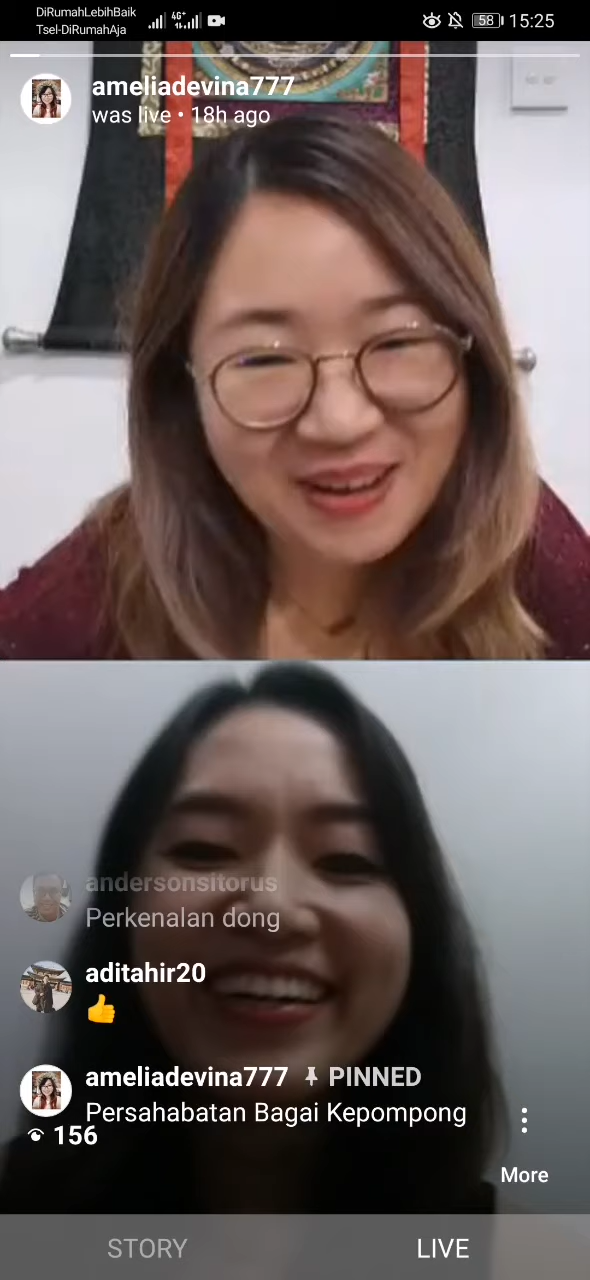 DiRumahLebihBaik
Tsel-DiRumahAja
4G+
58
15:25
ameliadevina777
was live • 18h ago
andersonsitorus
Perkenalan dong
aditahir20
👍
ameliadevina777 PINNED
Persahabatan Bagai Kepompong
156
More
STORY
LIVE